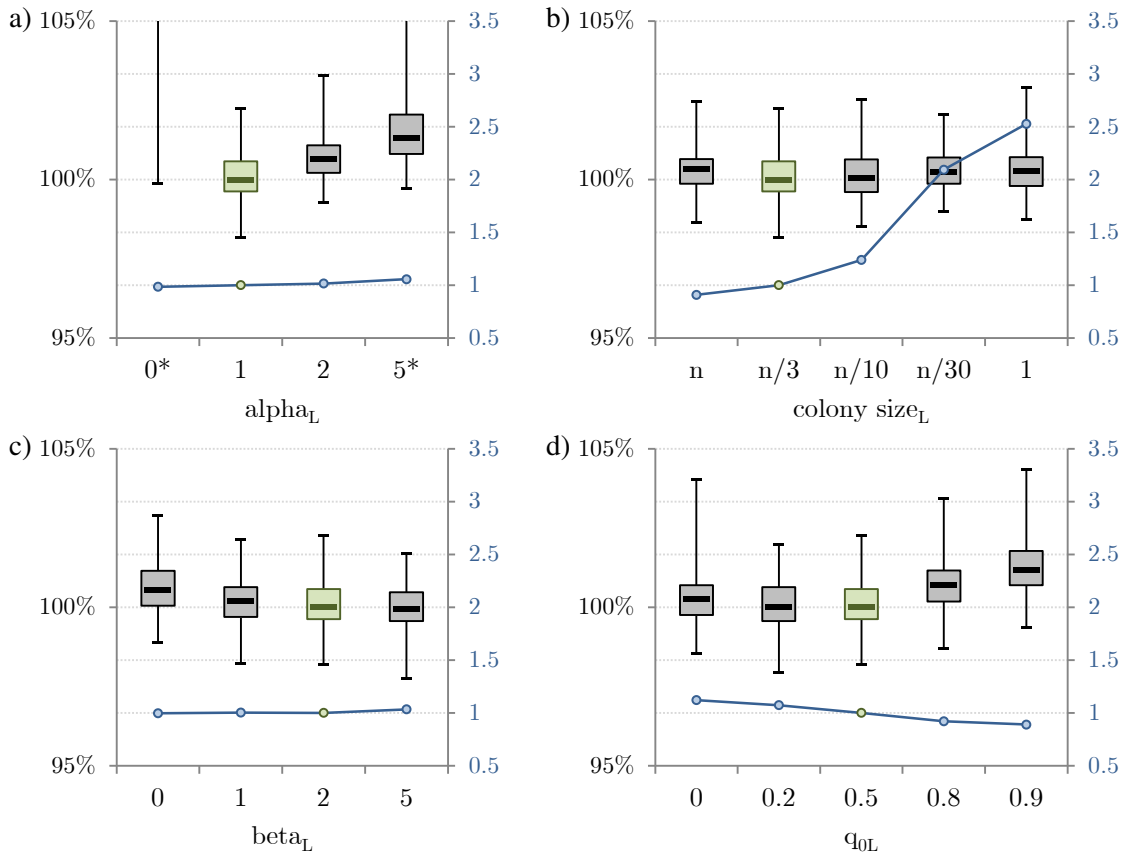 a) 105% 3.5 b) 105% 3.5
3 3
2.5 2.5
100% 2 100% 2
1.5 1.5
1 1
95% 0.5 95% 0.5
0* 1 2 5* n n/3 n/10 n/30 1
alpha_L colony size_L
c) 105% 3.5 d) 105% 3.5
3 3
2.5 2.5
100% 2 100% 2
1.5 1.5
1 1
95% 0.5 95% 0.5
0 1 2 5 0 0.2 0.5 0.8 0.9
beta_L q_0L